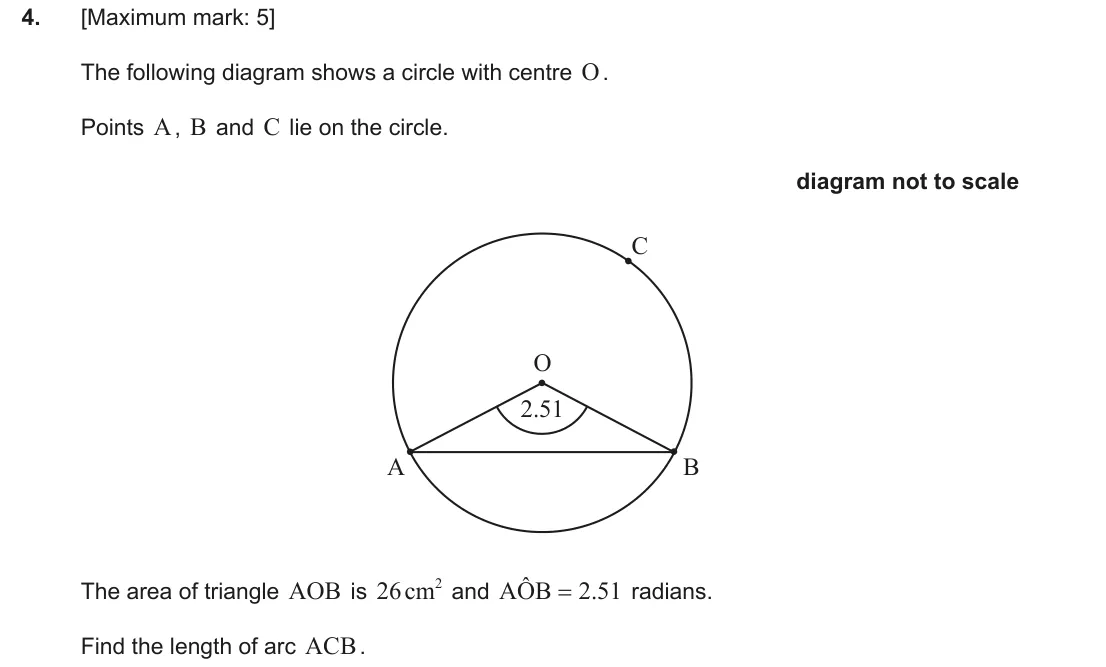 4. [Maximum mark: 5]
The following diagram shows a circle with centre O.
Points A, B and C lie on the circle.
diagram not to scale
C
O
2.51
A
B
The area of triangle AOB is 26 cm² and AÔB = 2.51 radians.
Find the length of arc ACB.